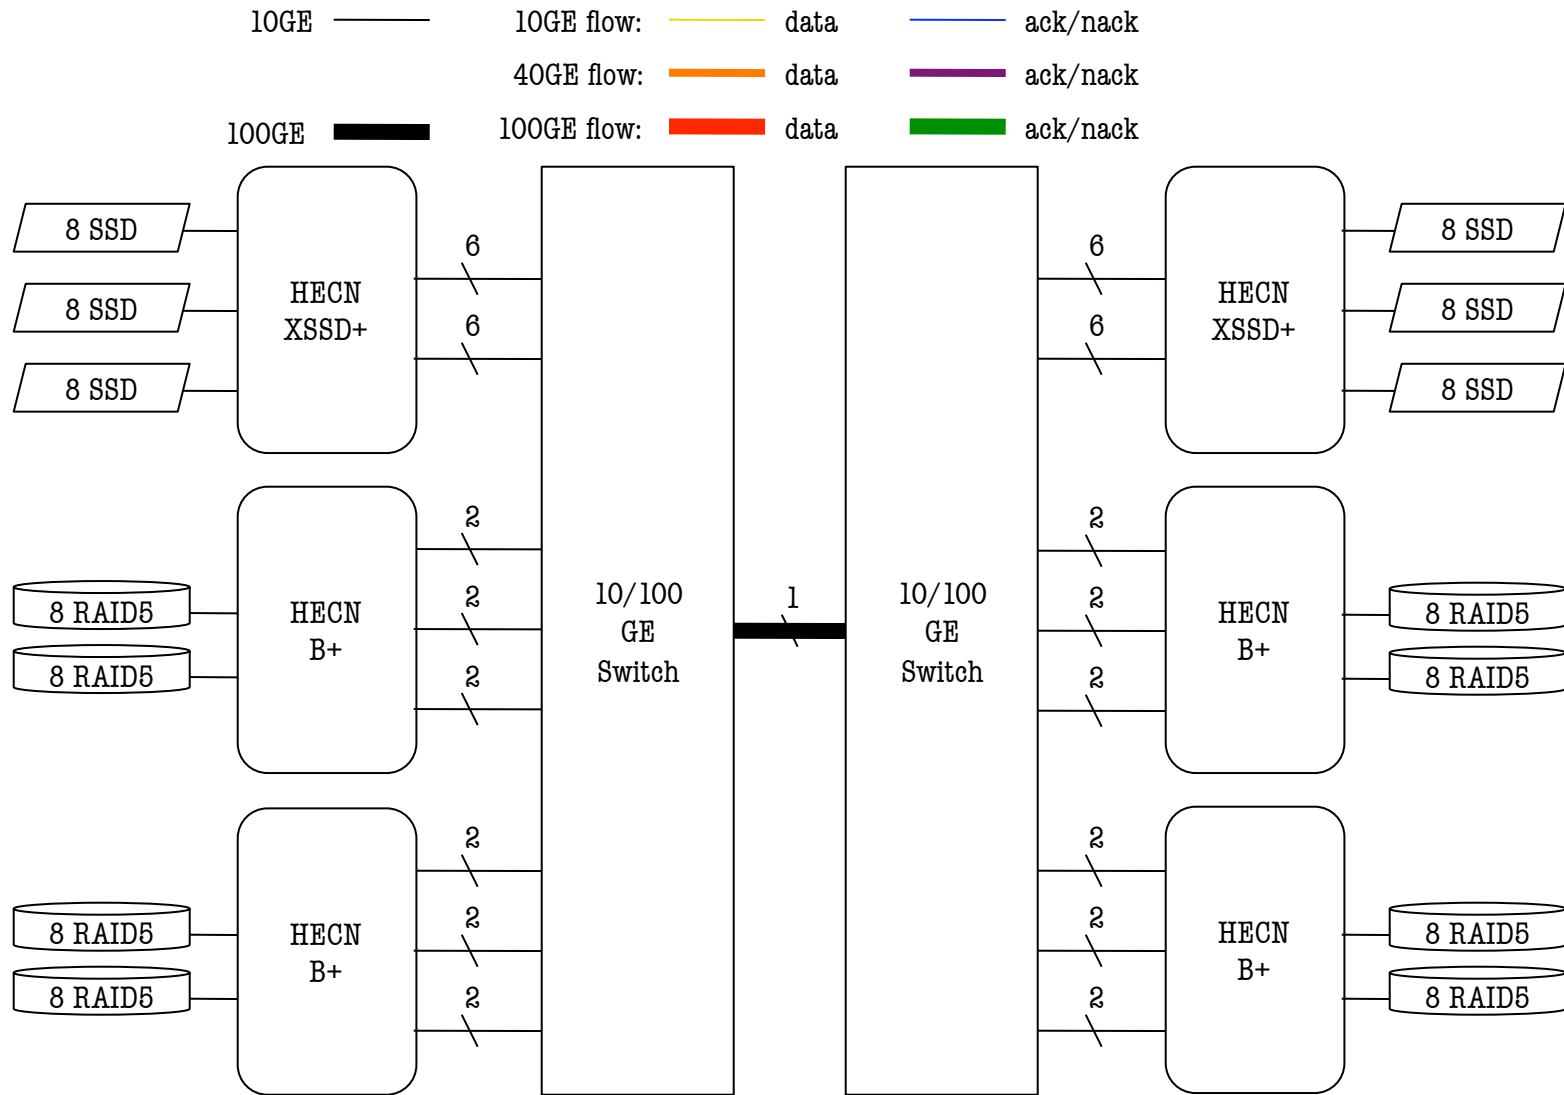 10GE 10GE flow: data ack/nack
40GE flow: data ack/nack
100GE 100GE flow: data ack/nack
8 SSD 8 SSD
6 6
HECN HECN
8 SSD 8 SSD
XSSD+ XSSD+
6 6
8 SSD 8 SSD
2 2
10/100 1 10/100
8 RAID5 2 2 8 RAID5
HECN GE GE HECN
B+ B+
8 RAID5 Switch Switch 8 RAID5
2 2
2 2
2 2
8 RAID5 HECN HECN 8 RAID5
B+ B+
8 RAID5 2 2 8 RAID5